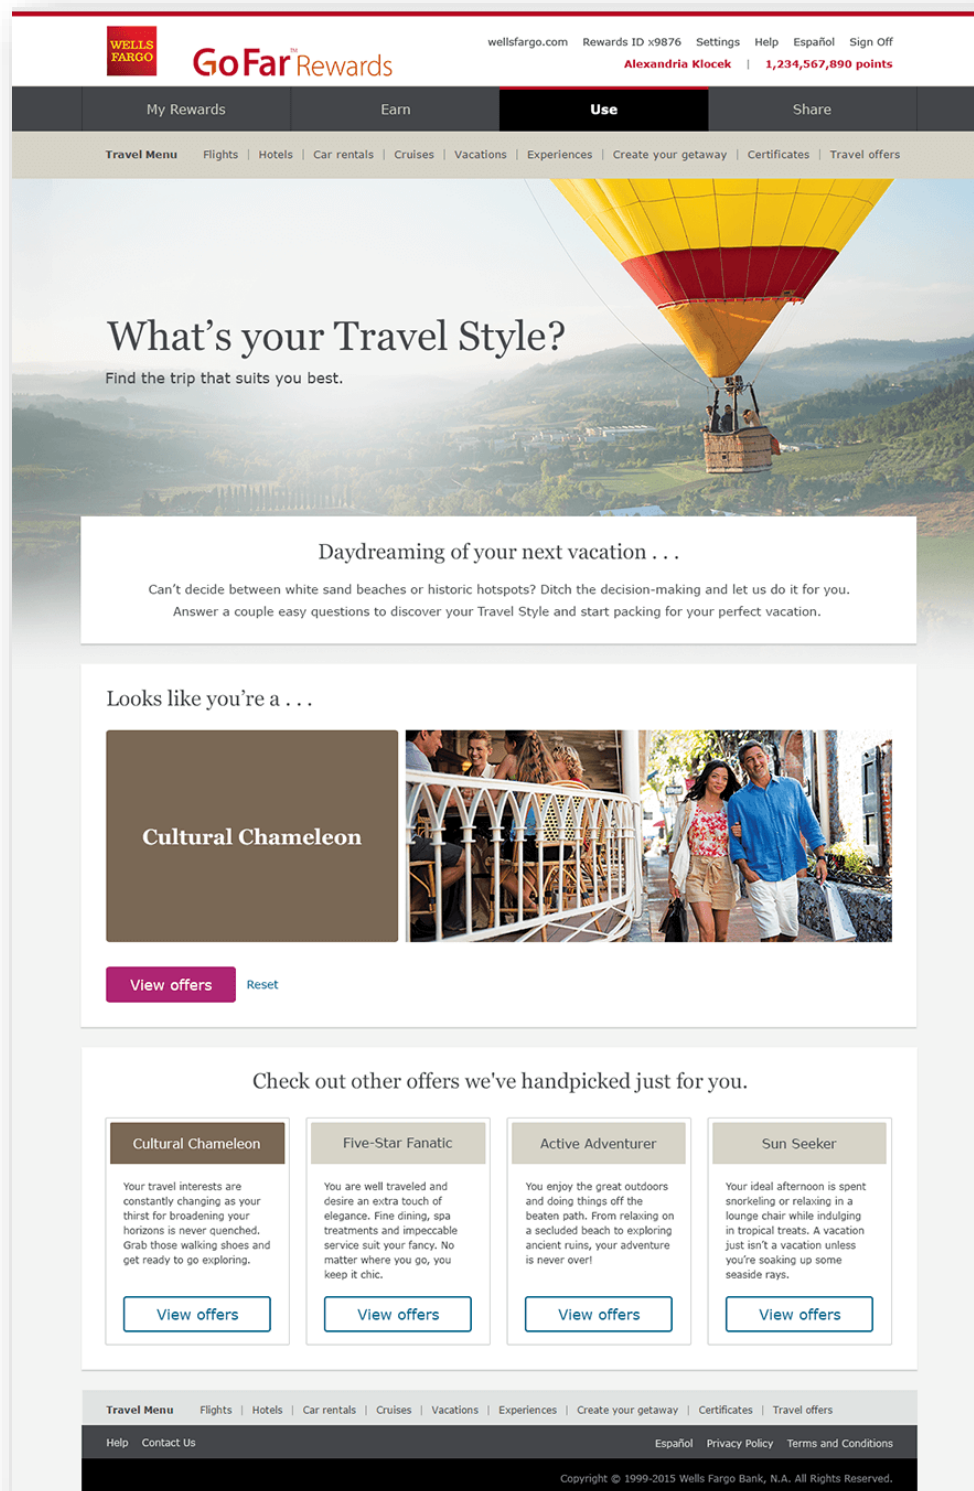 WELLS
FARGO
GoFar™ Rewards
wellsfargo.com Rewards ID x9876 Settings Help Español Sign Off
Alexandria Klocek | 1,234,567,890 points
My Rewards Earn Use Share
Travel Menu Flights | Hotels | Car rentals | Cruises | Vacations | Experiences | Create your getaway | Certificates | Travel offers
What’s your Travel Style?
Find the trip that suits you best.
Daydreaming of your next vacation . . .
Can’t decide between white sand beaches or historic hotspots? Ditch the decision-making and let us do it for you.
Answer a couple easy questions to discover your Travel Style and start packing for your perfect vacation.
Looks like you’re a . . .
Cultural Chameleon
View offers Reset
Check out other offers we've handpicked just for you.
Cultural Chameleon
Your travel interests are
constantly changing as your
thirst for broadening your
horizons is never quenched.
Grab those walking shoes and
get ready to go exploring.
View offers
Five-Star Fanatic
You are well traveled and
desire an extra touch of
elegance. Fine dining, spa
treatments and impeccable
service suit your fancy. No
matter where you go, you
keep it chic.
View offers
Active Adventurer
You enjoy the great outdoors
and doing things off the
beaten path. From relaxing on
a secluded beach to exploring
ancient ruins, your adventure
is never over!
View offers
Sun Seeker
Your ideal afternoon is spent
snorkeling or relaxing in a
lounge chair while indulging
in tropical treats. A vacation
just isn’t a vacation unless
you’re soaking up some
seaside rays.
View offers
Travel Menu Flights | Hotels | Car rentals | Cruises | Vacations | Experiences | Create your getaway | Certificates | Travel offers
Help Contact Us Español Privacy Policy Terms and Conditions
Copyright © 1999-2015 Wells Fargo Bank, N.A. All Rights Reserved.